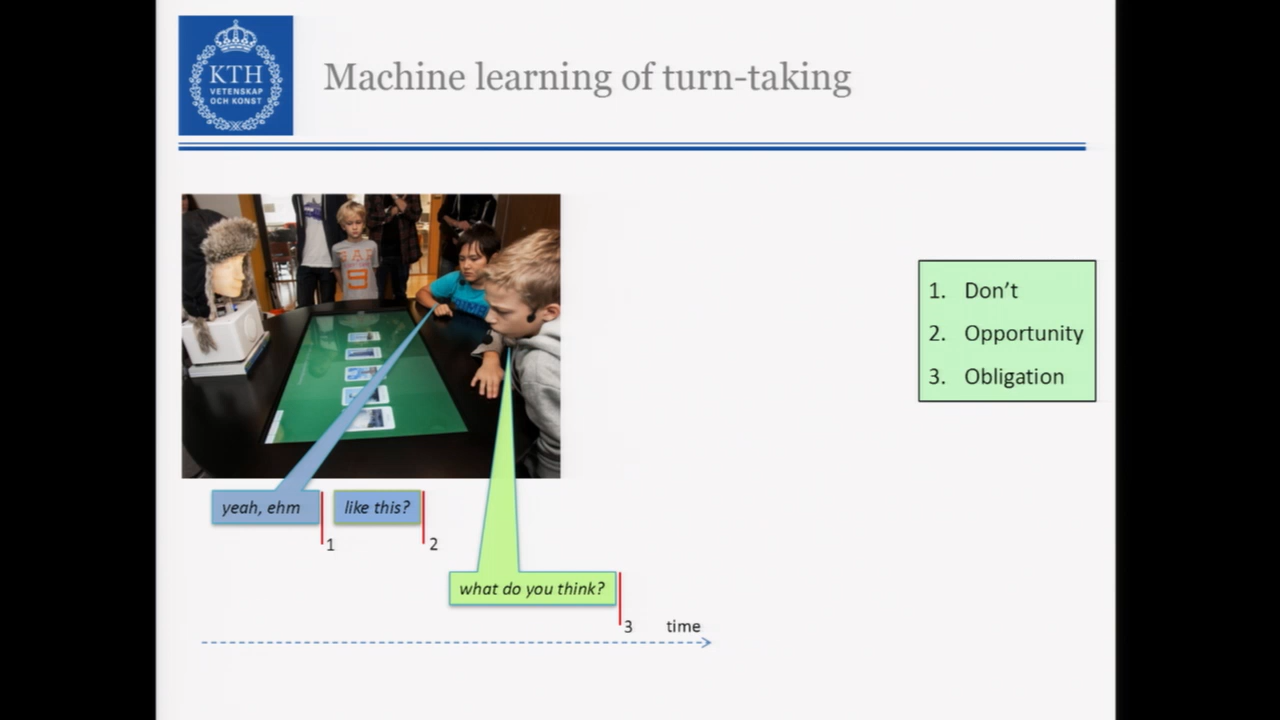 KTH
VETENSKAP
OCH KONST
Machine learning of turn-taking
9
1. Don't
2. Opportunity
3. Obligation
yeah, ehm
like this?
1
2
what do you think?
3
time